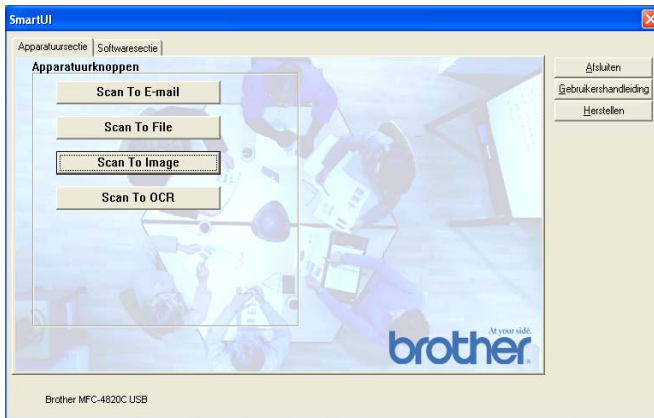 SmartUI
Apparatuursectie
Softwaresectie
Apparatuurknoppen
Scan To E-mail
Scan To File
Scan To Image
Scan To OCR
Afsluiten
Gebruikershandleiding
Herstellen
At your side.
brother
Brother MFC-4820C USB